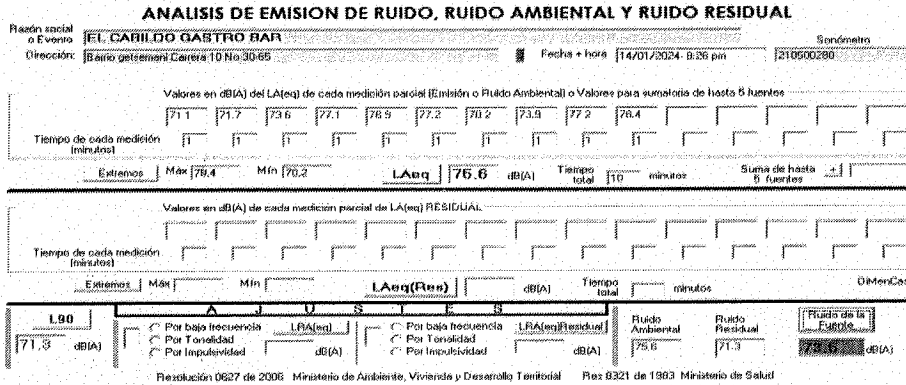 ANALISIS DE EMISION DE RUIDO, RUIDO AMBIENTAL Y RUIDO RESIDUAL
Razón social o Evento EL CABILDO GASTRO BAR Sonómetro
Dirección: Barrio getsemani Carrera 10 No 30-65 Fecha + hora 14/01/2024- 9:26 pm 210500280
Valores en dB(A) del LA(eq) de cada medición parcial (Emisión o Ruido Ambiental) o Valores para sumatoria de hasta 5 fuentes
71.1 71.7 73.6 77.1 77.2 70.2 73.9 77.2
Tiempo de cada medición (minutos) 1 1 1 1 1 1 1 1 1 1
Extremos Máx 78.4 Mín 70.2 LAeq 75.6 dB(A) Tiempo total 10 minutos Suma de hasta 5 fuentes +
Valores en dB(A) de cada medición parcial de LA(eq) RESIDUAL
Tiempo de cada medición (minutos)
Extremos Máx Mín LAeq(Res) dB(A) Tiempo total minutos
A J U S T E S
L90 Por baja frecuencia LRA(eq) Por baja frecuencia LRA(eq)Residual Ruido Ambiental Ruido Residual Ruido de la Fuente
71.3 dB(A) Por Tonalidad Por Tonalidad 75.6 71.3 73.6 dB(A)
Por Impulsividad dB(A) Por Impulsividad dB(A)
Resolución 0627 de 2006 Ministerio de Ambiente, Vivienda y Desarrollo Territorial Res 8321 de 1983 Ministerio de Salud